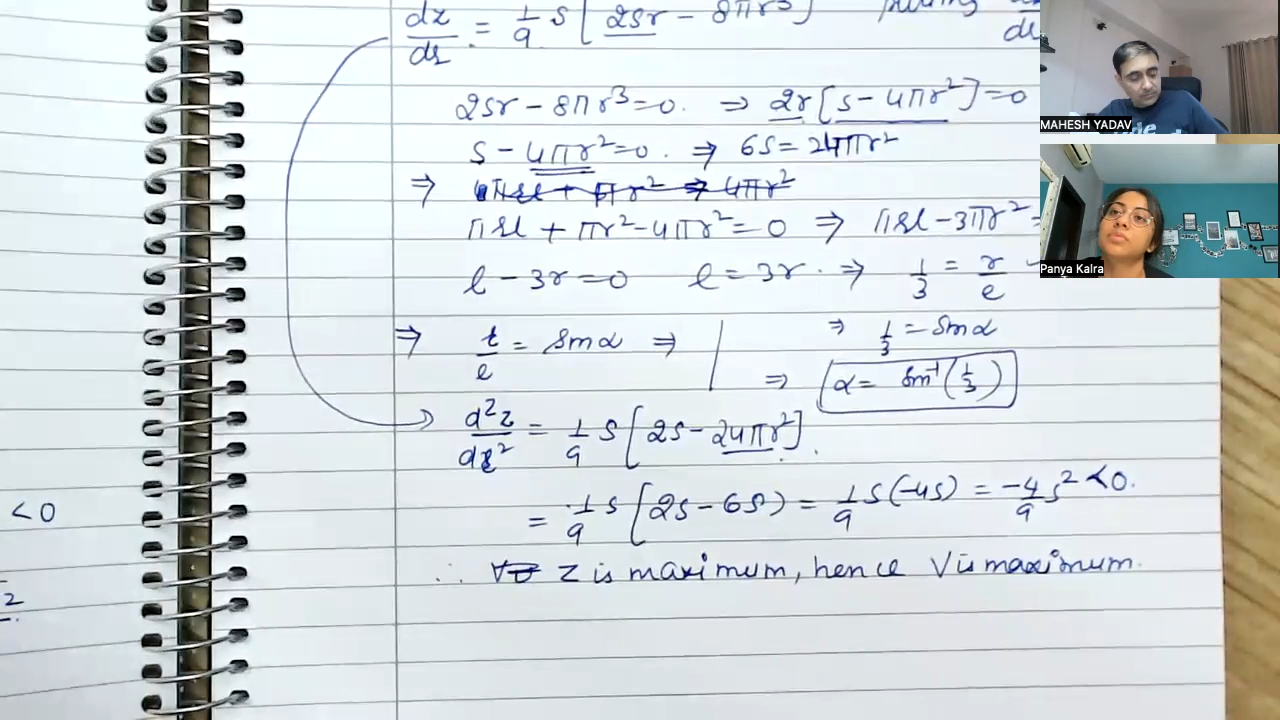 dz/dr = 1/9 S [2Sr - 8πr³]
2Sr - 8πr³ = 0. ⇒ 2r[S - 4πr²] = 0
S - 4πr² = 0. ⇒ 6S = 24πr²
⇒
πrl + πr² - 4πr² = 0 ⇒ πrl - 3πr² =
l - 3r = 0 l = 3r. ⇒ 1/3 = r/l
⇒ r/l = Sinα ⇒ ⇒ 1/3 = Sinα
⇒ α = Sin⁻¹(1/3)
d²z/dr² = 1/9 S [2S - 24πr²].
= 1/9 S [2S - 6S) = 1/9 S(-4S) = -4/9 S² < 0.
∴ Z is maximum, hence V is maximum.
< 0
2
MAHESH YADAV
Panya Kalra